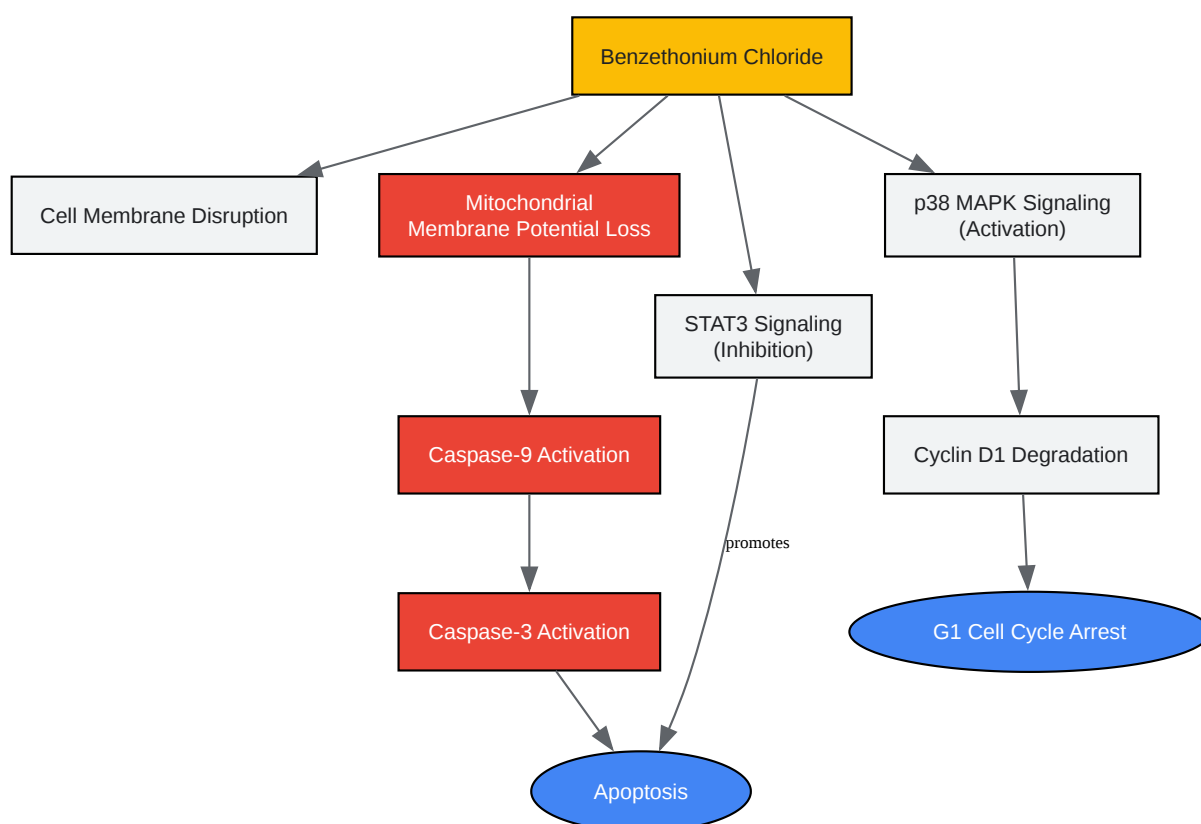 Benzethonium Chloride
Cell Membrane Disruption
Mitochondrial
Membrane Potential Loss
p38 MAPK Signaling
(Activation)
STAT3 Signaling
(Inhibition)
Caspase-9 Activation
Cyclin D1 Degradation
promotes
Caspase-3 Activation
G1 Cell Cycle Arrest
Apoptosis